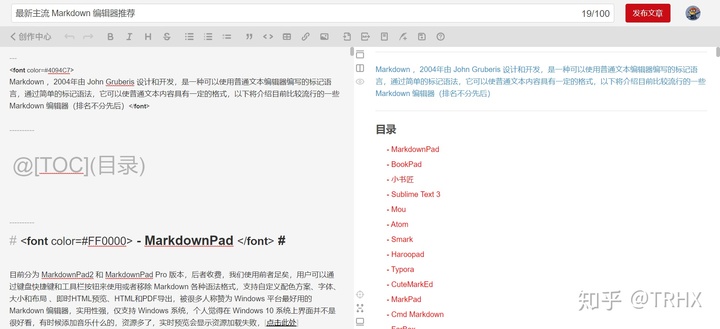 最新主流 Markdown 编辑器推荐
19/100
发布文章
创作中心
---
<font color=#4094C7>
Markdown ，2004年由 John Gruberis 设计和开发，是一种可以使用普通文本编辑器编写的标记语
言，通过简单的标记语法，它可以使普通文本内容具有一定的格式，以下将介绍目前比较流行的一些
Markdown 编辑器（排名不分先后）</font>
----------
@[TOC](目录)
----------
# <font color=#FF0000> - MarkdownPad </font> #
目前分为 MarkdownPad2 和 MarkdownPad Pro 版本，后者收费，我们使用前者足矣，用户可以通
过键盘快捷键和工具栏按钮来使用或者移除 Markdown 各种语法格式，支持自定义配色方案、字体、
大小和布局 ，即时HTML预览、HTML和PDF导出，被很多人称赞为 Windows 平台最好用的
Markdown 编辑器，实用性强，仅支持 Windows 系统，个人觉得在 Windows 10 系统上界面并不是
很好看，有时候添加音乐什么的，资源多了，实时预览会显示资源加载失败，[点击此处]
Markdown ，2004年由 John Gruberis 设计和开发，是一种可以使用普通文本编辑器编写的标记语
言，通过简单的标记语法，它可以使普通文本内容具有一定的格式，以下将介绍目前比较流行的一些
Markdown 编辑器（排名不分先后）
目录
- MarkdownPad
- BookPad
- 小书匠
- Sublime Text 3
- Mou
- Atom
- Smark
- Haroopad
- Typora
- CuteMarkEd
- MarkPad
- Cmd Markdown
知乎 @TRHX